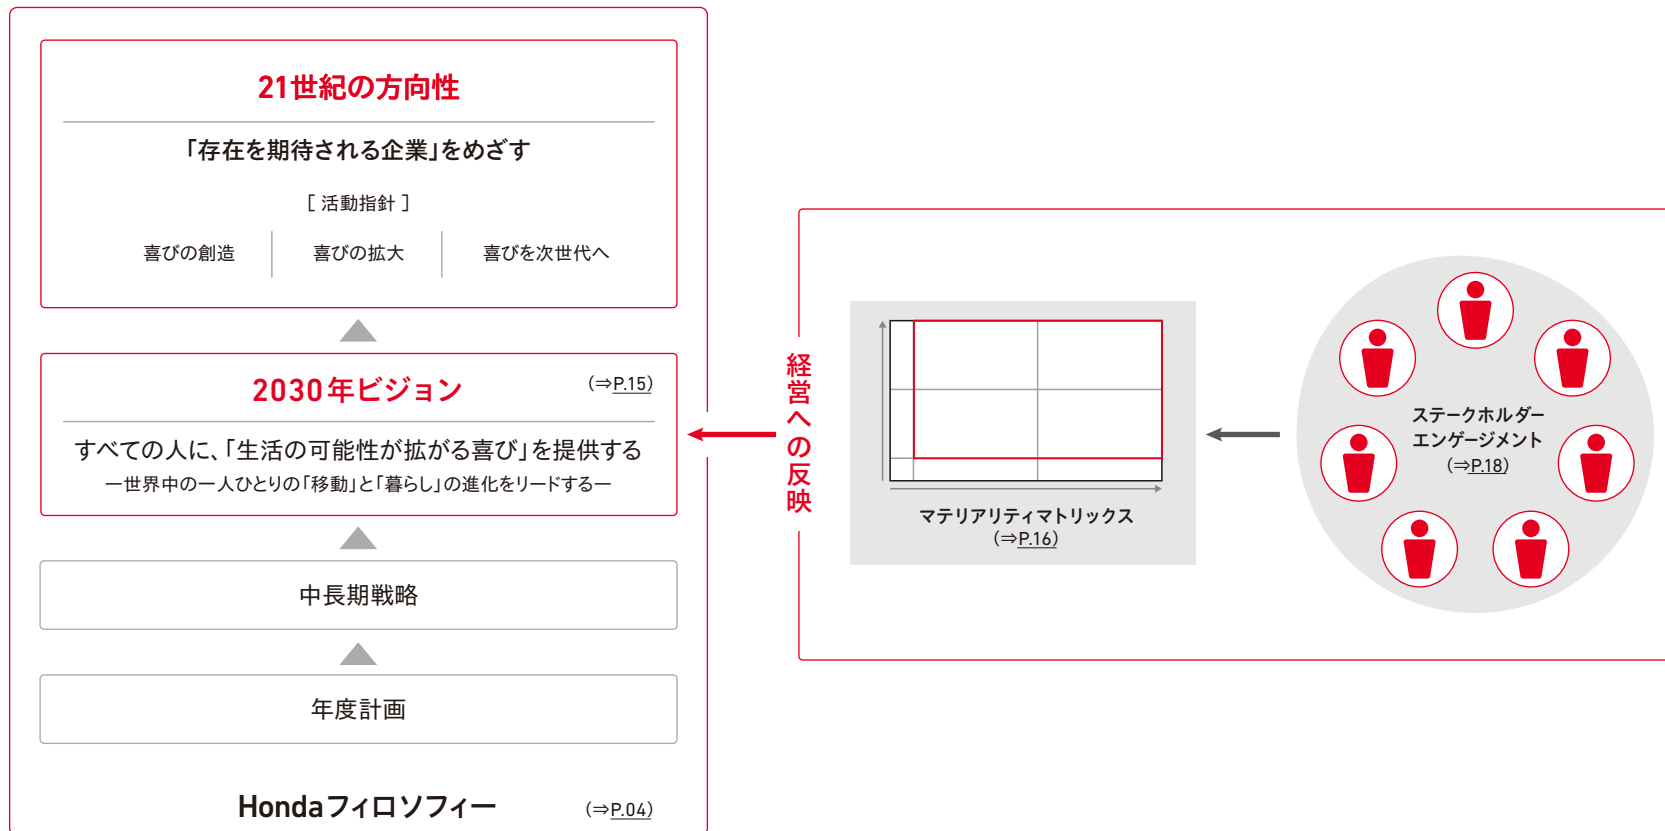 21世紀の方向性
「存在を期待される企業」をめざす
［ 活動指針 ］
喜びの創造
喜びの拡大
喜びを次世代へ
2030年ビジョン
（⇒P.15）
すべての人に、「生活の可能性が拡がる喜び」を提供する
ー世界中の一人ひとりの「移動」と「暮らし」の進化をリードするー
中長期戦略
年度計画
Hondaフィロソフィー
（⇒P.04）
経営への反映
マテリアリティマトリックス
（⇒P.16）
ステークホルダー
エンゲージメント
（⇒P.18）